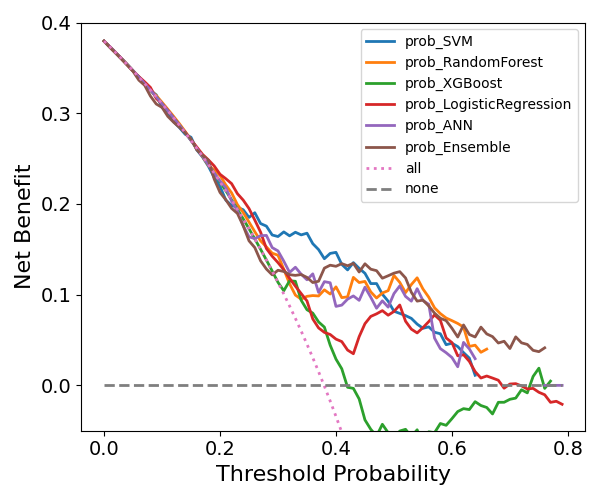 0.4
0.3
0.2
0.1
0.0
Net Benefit
prob_SVM
prob_RandomForest
prob_XGBoost
prob_LogisticRegression
prob_ANN
prob_Ensemble
all
none
0.0 0.2 0.4 0.6 0.8
Threshold Probability